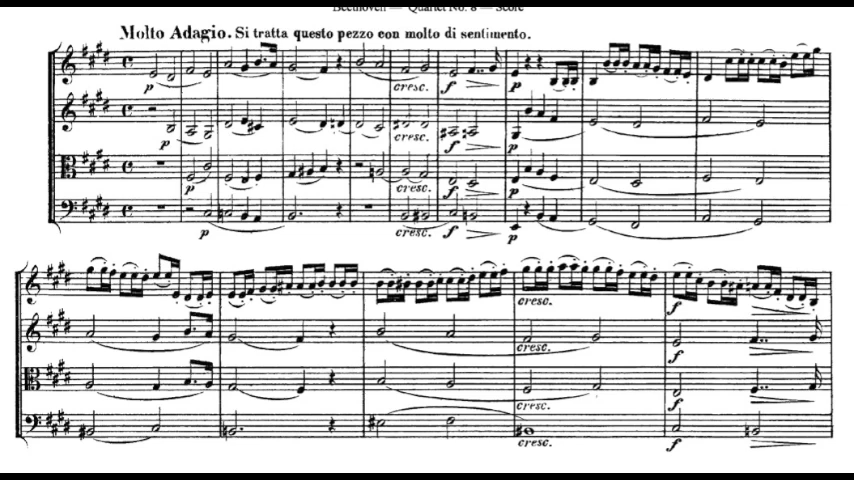 Beethoven — Quartet No. 8 — Score
Molto Adagio. Si tratta questo pezzo con molto di sentimento.
p cresc. f p
p cresc. f p
p cresc. f p
p cresc. f p
cresc. f
cresc. f
cresc. f
cresc. f